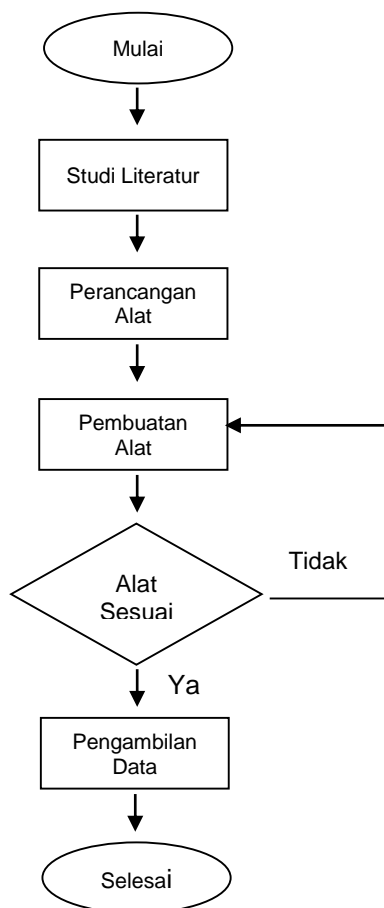 Mulai
Studi Literatur
Perancangan
Alat
Pembuatan
Alat
Alat
Sesuai
Tidak
Ya
Pengambilan
Data
Selesai